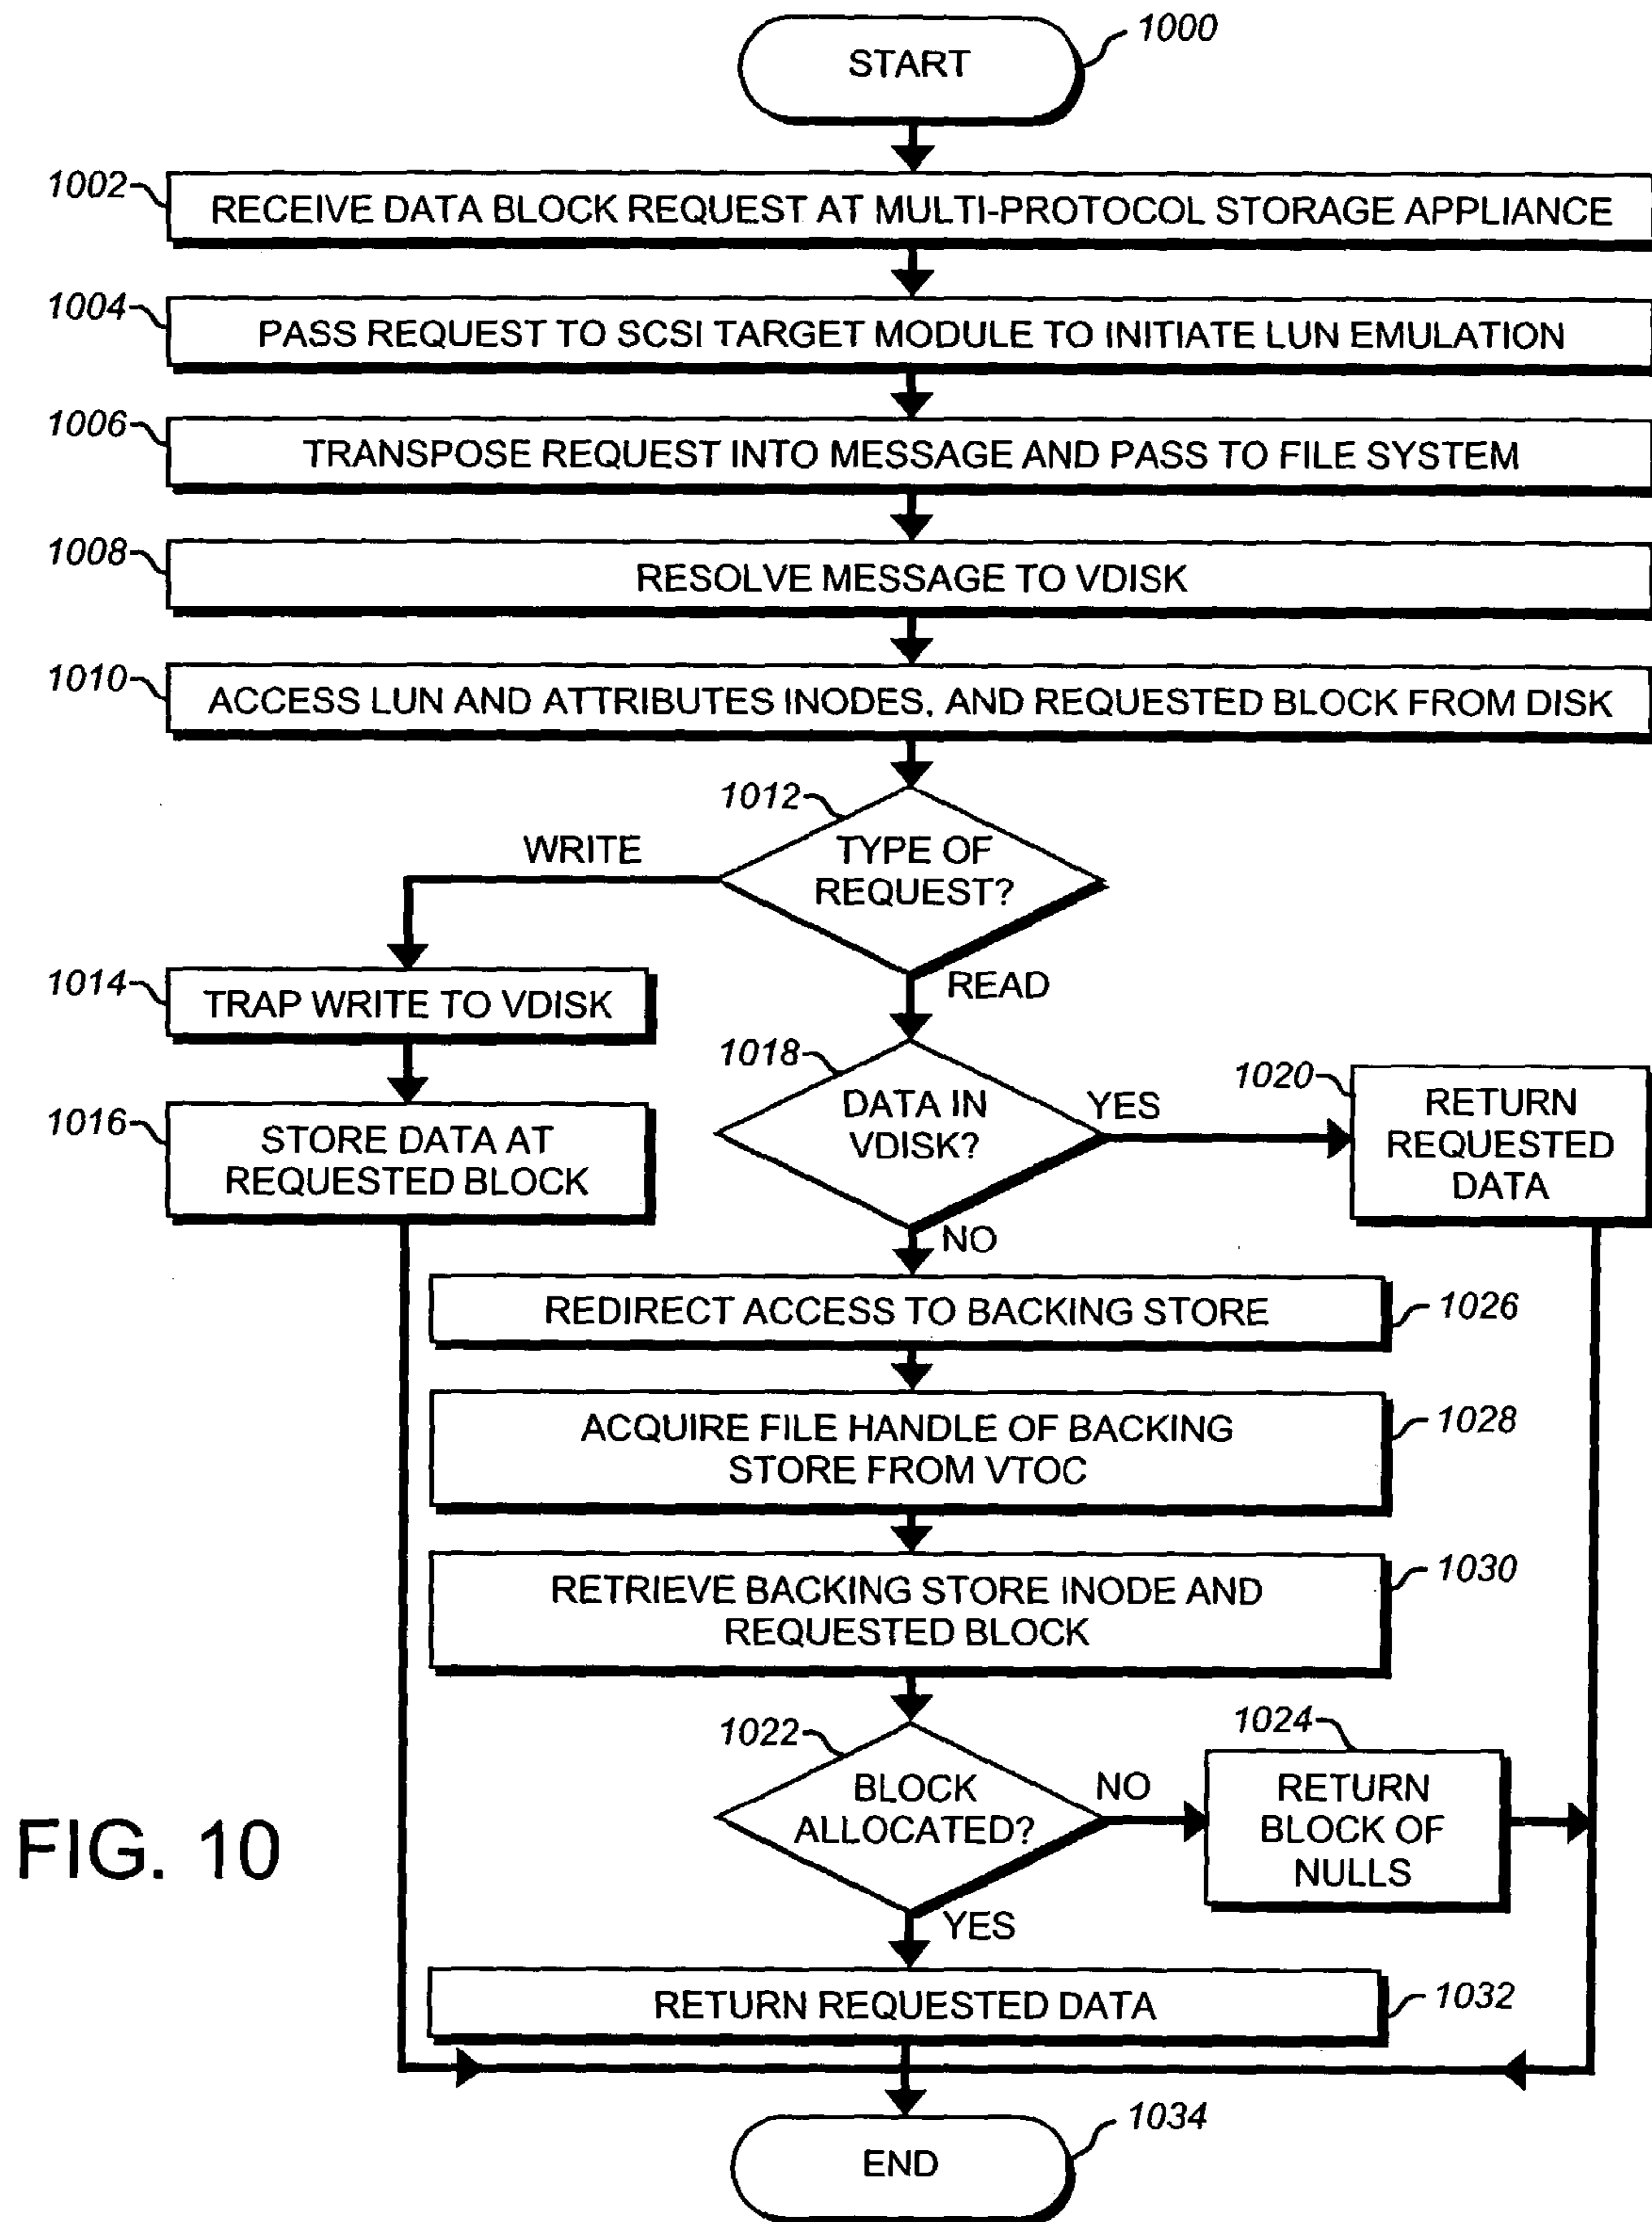 1000
START
1002
RECEIVE DATA BLOCK REQUEST AT MULTI-PROTOCOL STORAGE APPLIANCE
1004
PASS REQUEST TO SCSI TARGET MODULE TO INITIATE LUN EMULATION
1006
TRANSPOSE REQUEST INTO MESSAGE AND PASS TO FILE SYSTEM
1008
RESOLVE MESSAGE TO VDISK
1010
ACCESS LUN AND ATTRIBUTES INODES, AND REQUESTED BLOCK FROM DISK
1012
TYPE OF
REQUEST?
WRITE
READ
1014
TRAP WRITE TO VDISK
1016
STORE DATA AT
REQUESTED BLOCK
1018
DATA IN
VDISK?
YES
1020
RETURN
REQUESTED
DATA
NO
REDIRECT ACCESS TO BACKING STORE
1026
ACQUIRE FILE HANDLE OF BACKING
STORE FROM VTOC
1028
RETRIEVE BACKING STORE INODE AND
REQUESTED BLOCK
1030
1022
BLOCK
ALLOCATED?
NO
1024
RETURN
BLOCK OF
NULLS
FIG. 10
YES
RETURN REQUESTED DATA
1032
1034
END